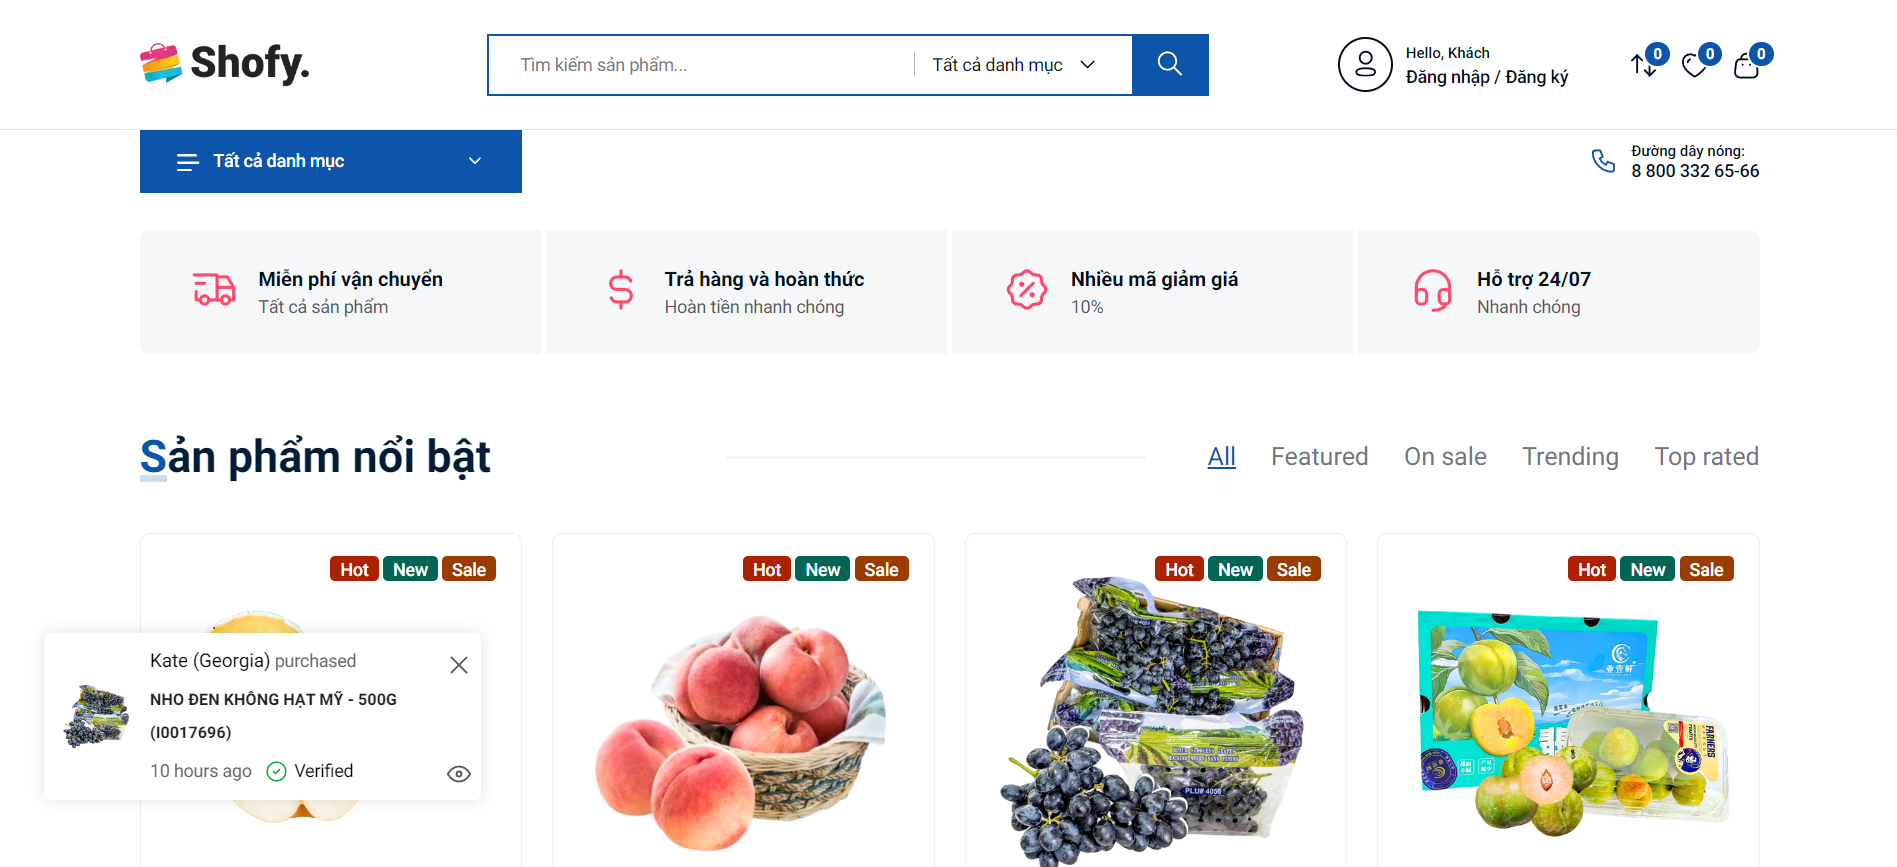 Shofy.
Tìm kiếm sản phẩm...
Tất cả danh mục
Hello, Khách
Đăng nhập / Đăng ký
0
0
0
Tất cả danh mục
Đường dây nóng:
8 800 332 65-66
Miễn phí vận chuyển
Tất cả sản phẩm
Trả hàng và hoàn thức
Hoàn tiền nhanh chóng
Nhiều mã giảm giá
10%
Hỗ trợ 24/07
Nhanh chóng
Sản phẩm nổi bật
All
Featured
On sale
Trending
Top rated
Hot New Sale
Hot New Sale
Hot New Sale
Hot New Sale
Kate (Georgia) purchased
NHO ĐEN KHÔNG HẠT MỸ - 500G
(I0017696)
10 hours ago
Verified
PLU# 4056
FARNERS